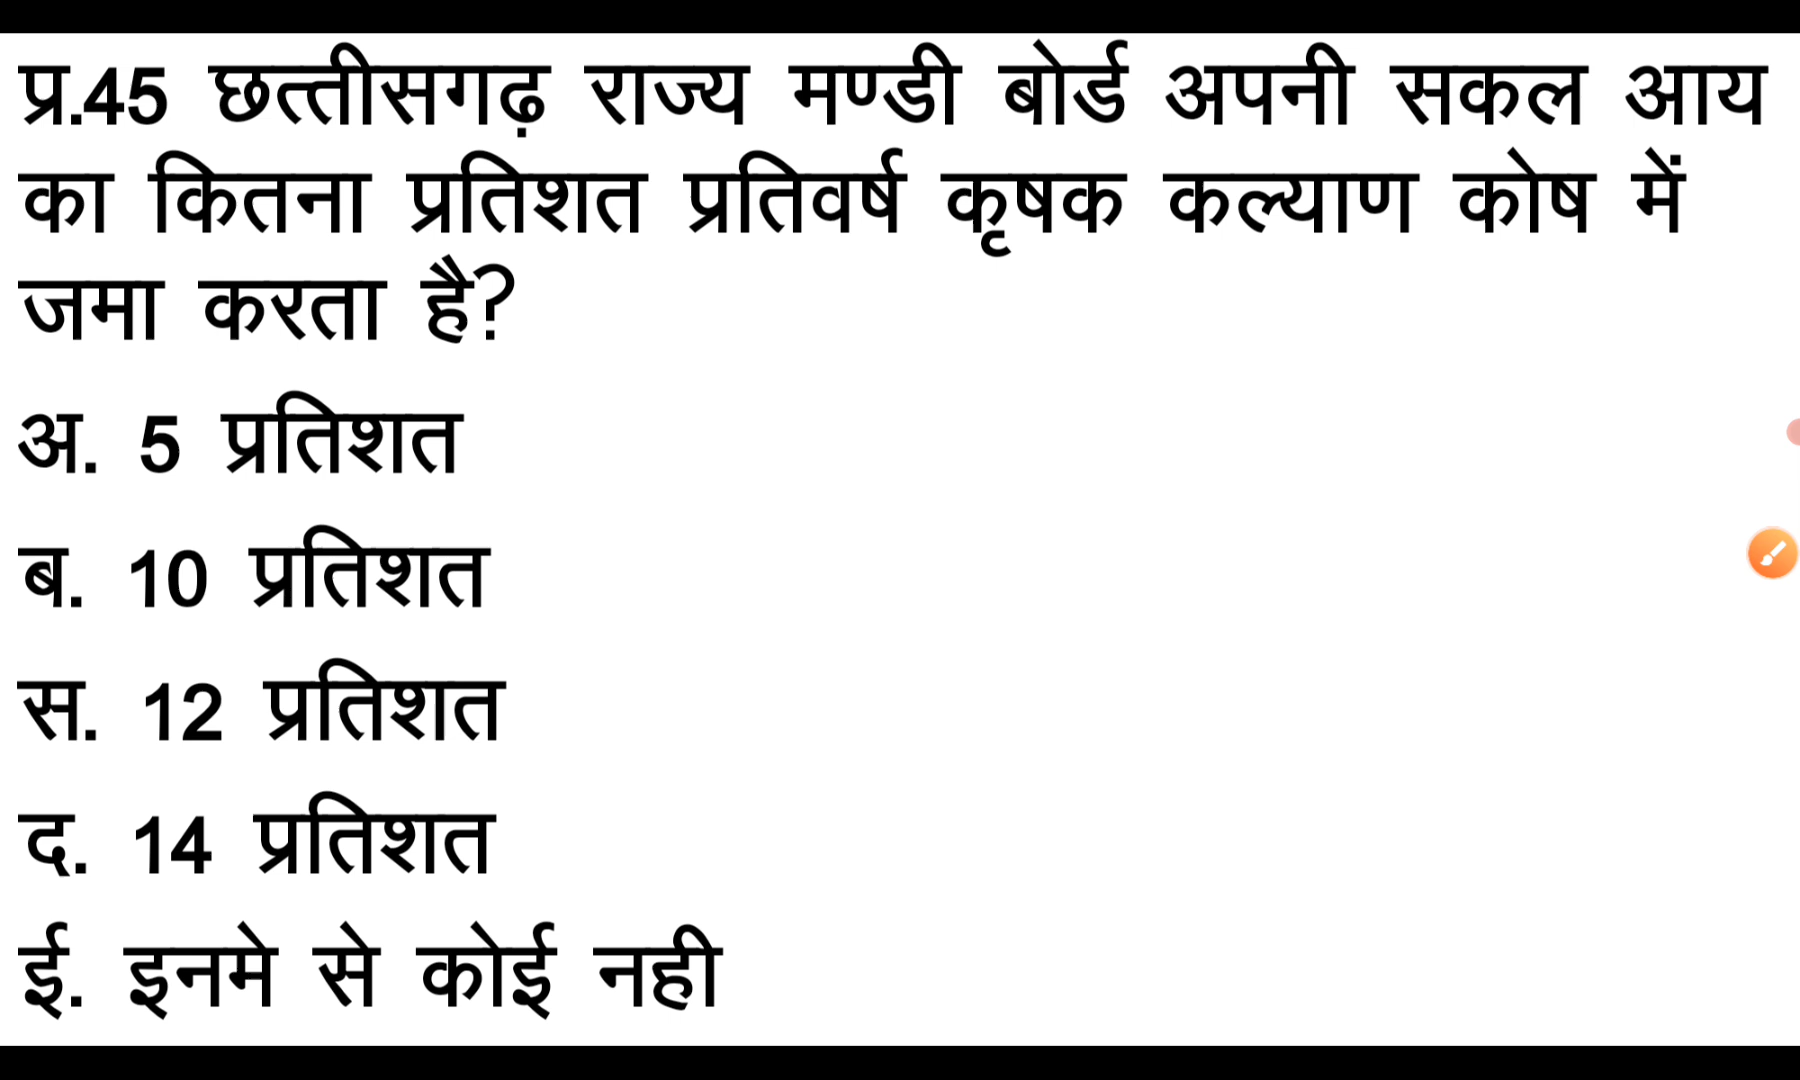 प्र.45 छत्तीसगढ़ राज्य मण्डी बोर्ड अपनी सकल आय
का कितना प्रतिशत प्रतिवर्ष कृषक कल्याण कोष में
जमा करता है?
अ. 5 प्रतिशत
ब. 10 प्रतिशत
स. 12 प्रतिशत
द. 14 प्रतिशत
ई. इनमे से कोई नही